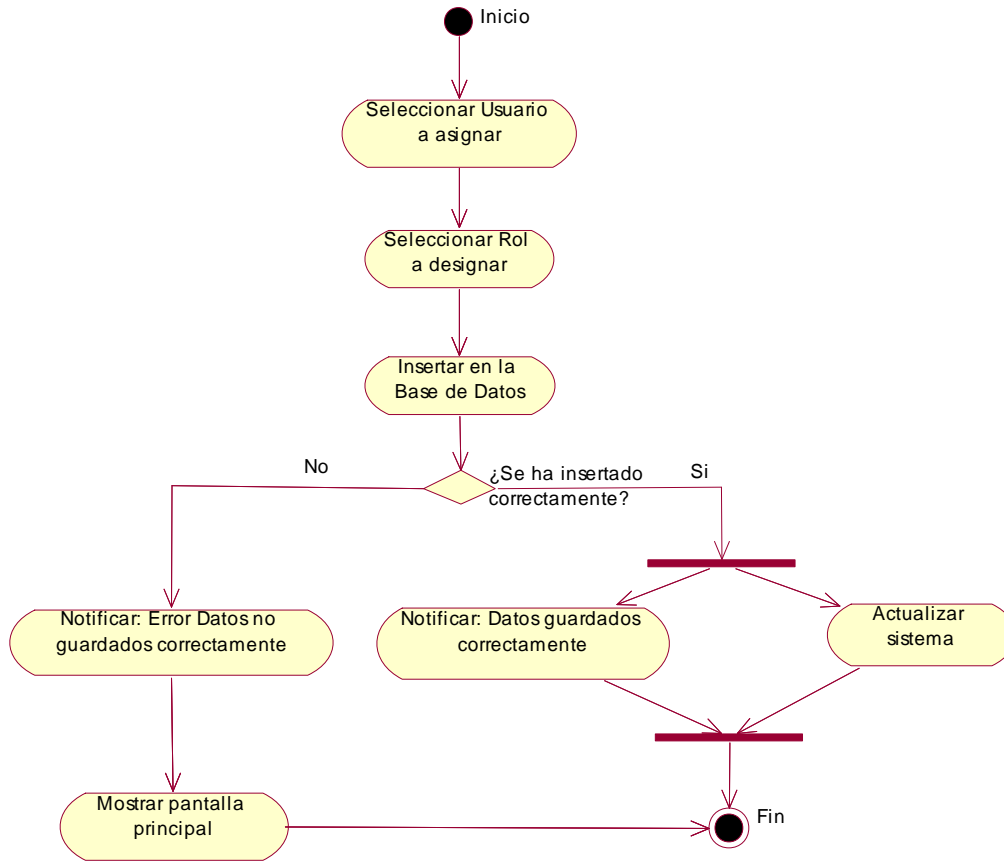 Inicio
Seleccionar Usuario
a asignar
Seleccionar Rol
a designar
Insertar en la
Base de Datos
No
¿Se ha insertado
correctamente?
Si
Notificar: Error Datos no
guardados correctamente
Notificar: Datos guardados
correctamente
Actualizar
sistema
Mostrar pantalla
principal
Fin